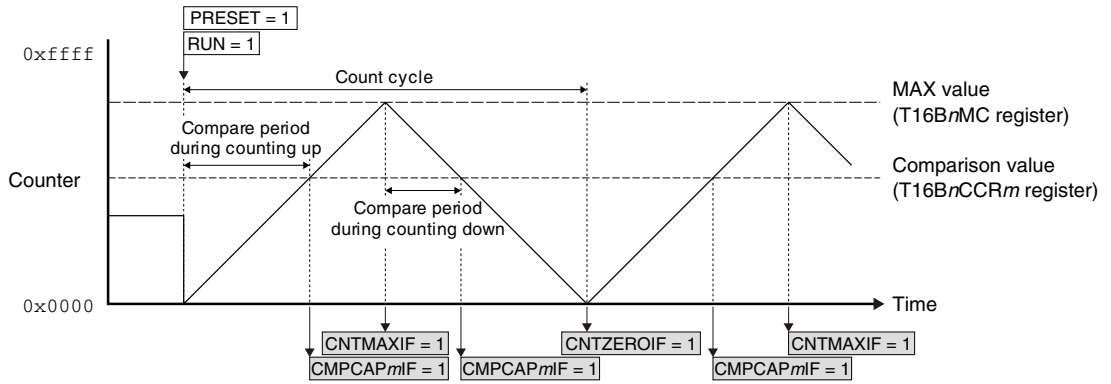 PRESET = 1
RUN = 1
0xffff
Count cycle
MAX value
(T16BnMC register)
Compare period
during counting up
Comparison value
(T16BnCCRm register)
Counter
Compare period
during counting down
0x0000
Time
CNTMAXIF = 1
CNTZEROIF = 1
CNTMAXIF = 1
CMPCAPmIF = 1
CMPCAPmIF = 1
CMPCAPmIF = 1